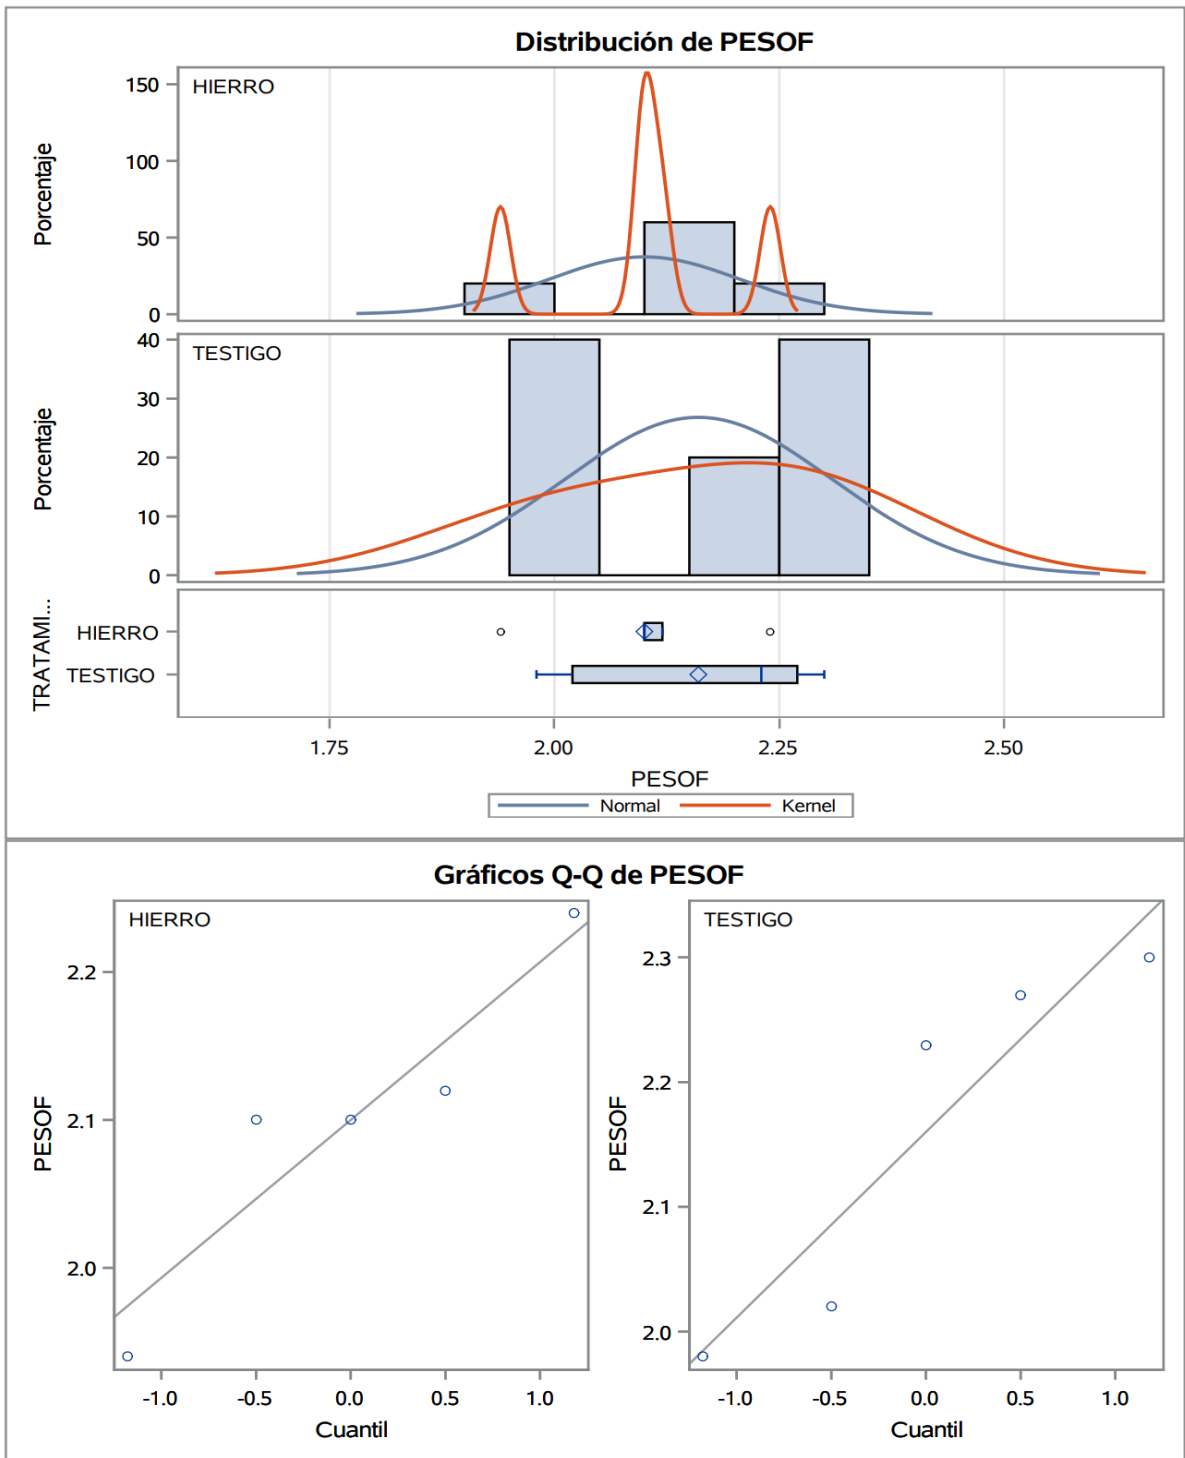 Distribución de PESOF
HIERRO
Porcentaje
150
100
50
0
TESTIGO
Porcentaje
40
30
20
10
0
TRATAMI...
HIERRO
TESTIGO
1.75 2.00 2.25 2.50
PESOF
Normal Kernel
Gráficos Q-Q de PESOF
HIERRO
PESOF
2.2
2.1
2.0
-1.0 -0.5 0.0 0.5 1.0
Cuantil
TESTIGO
PESOF
2.3
2.2
2.1
2.0
-1.0 -0.5 0.0 0.5 1.0
Cuantil